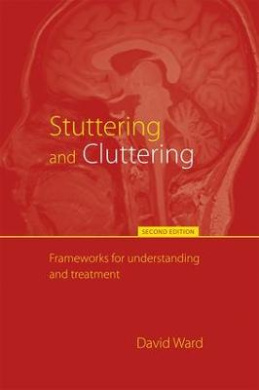 Stuttering
and Cluttering
SECOND EDITION
Frameworks for understanding
and treatment
David Ward